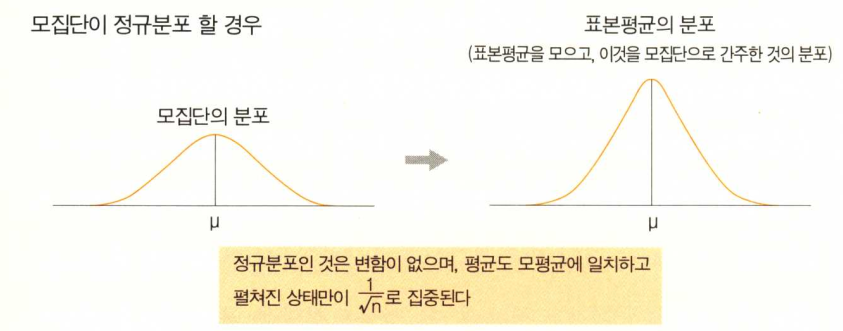 모집단이 정규분포 할 경우
표본평균의 분포
(표본평균을 모으고, 이것을 모집단으로 간주한 것의 분포)
모집단의 분포
μ
μ
정규분포인 것은 변함이 없으며, 평균도 모평균에 일치하고
펼쳐진 상태만이 1/√n로 집중된다